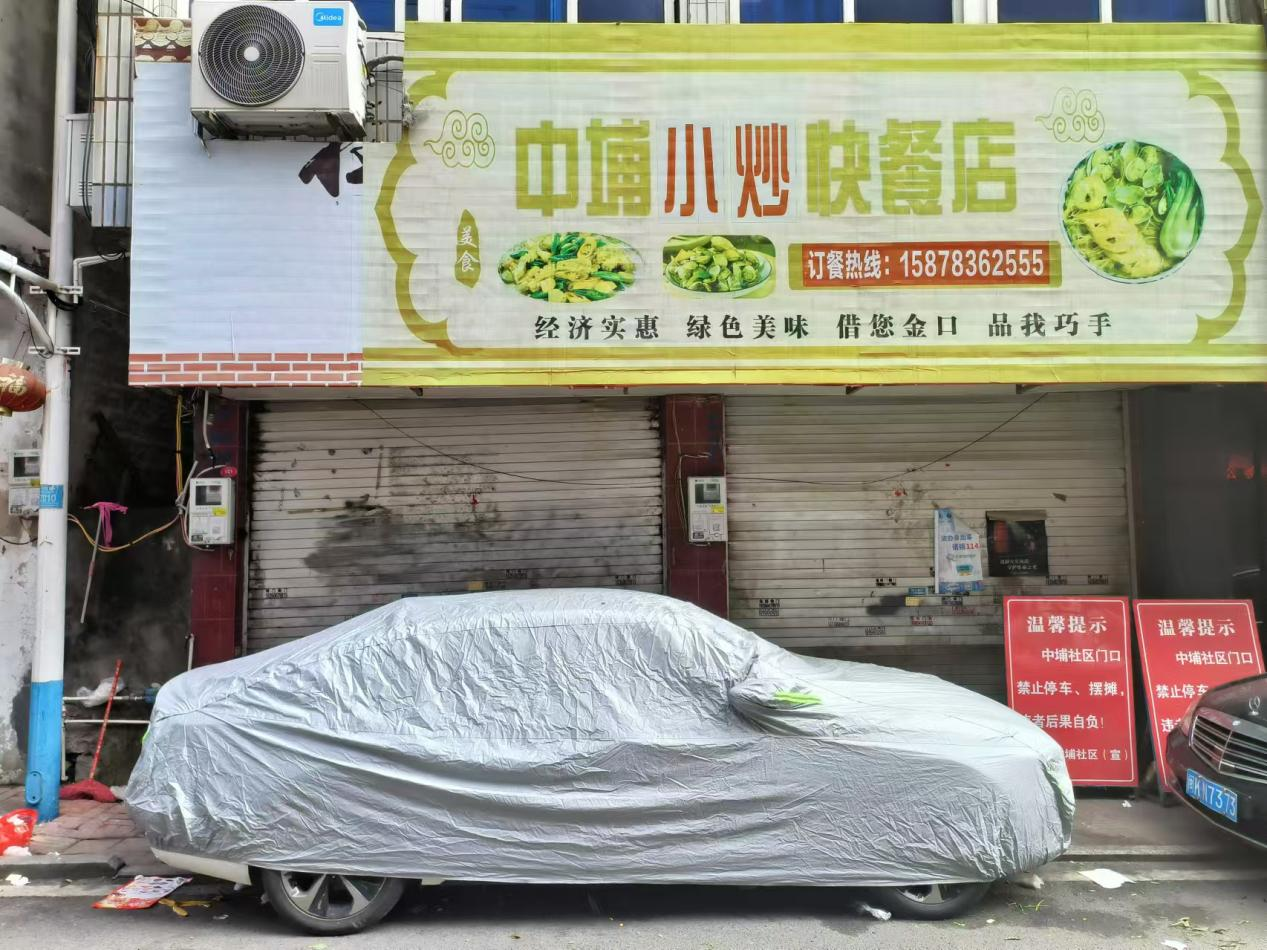 Midea
中埔小炒快餐店
美食
订餐热线：15878362555
经济实惠 绿色美味 借您金口 品我巧手
114
温馨提示
中埔社区门口
禁止停车、摆摊，
者后果自负！
埔社区（宣）
温馨提示
中埔社区门口
禁止停车
KN7373